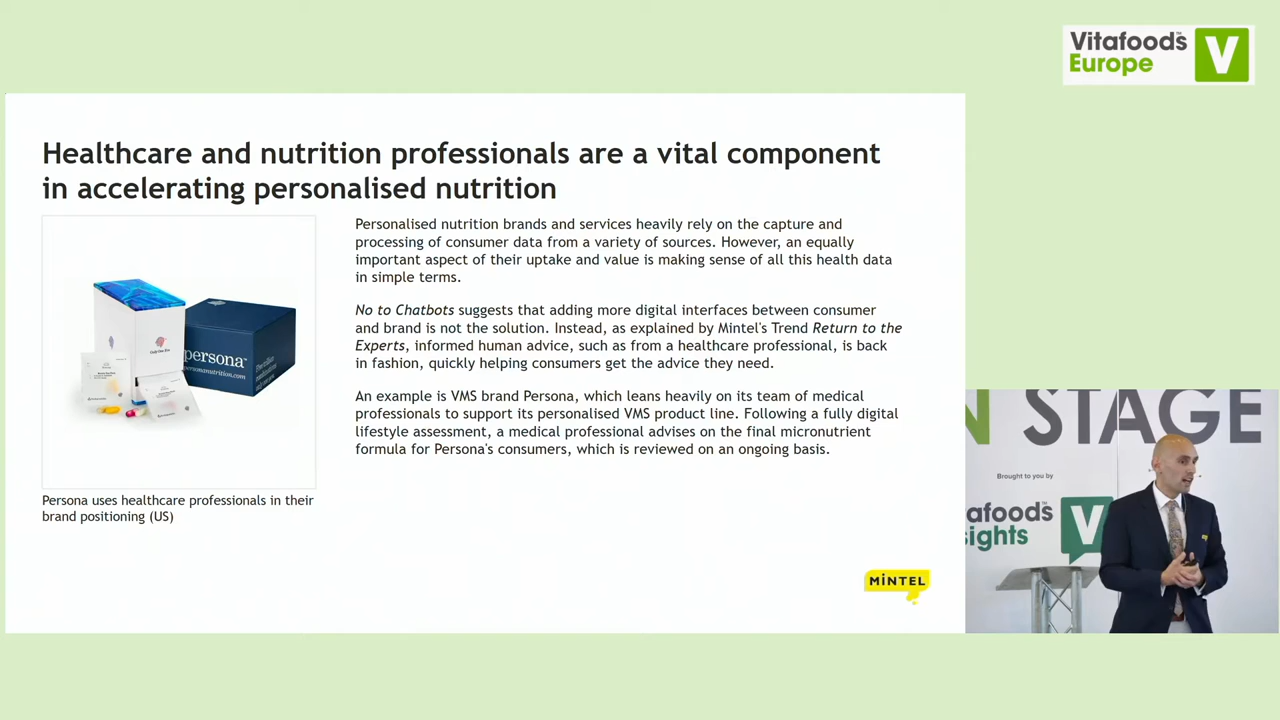 Vitafoods™
Europe
V
Healthcare and nutrition professionals are a vital component
in accelerating personalised nutrition
Personalised nutrition brands and services heavily rely on the capture and
processing of consumer data from a variety of sources. However, an equally
important aspect of their uptake and value is making sense of all this health data
in simple terms.
No to Chatbots suggests that adding more digital interfaces between consumer
and brand is not the solution. Instead, as explained by Mintel's Trend Return to the
Experts, informed human advice, such as from a healthcare professional, is back
in fashion, quickly helping consumers get the advice they need.
An example is VMS brand Persona, which leans heavily on its team of medical
professionals to support its personalised VMS product line. Following a fully digital
lifestyle assessment, a medical professional advises on the final micronutrient
formula for Persona's consumers, which is reviewed on an ongoing basis.
persona™
personanutrition.com
Persona uses healthcare professionals in their
brand positioning (US)
MiNTEL
N STAGE
Brought to you by
afoods™
sights
V